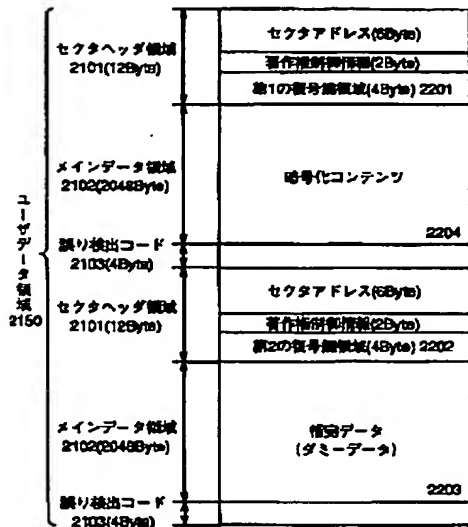 セクタヘッダ領域
2101(12Byte)
セクタアドレス(6Byte)
著作権制御情報(2Byte)
第1の復号鍵領域(4Byte) 2201
メインデータ領域
2102(2048Byte)
暗号化コンテンツ
2204
誤り検出コード
2103(4Byte)
ユーザデータ領域
2150
セクタヘッダ領域
2101(12Byte)
セクタアドレス(6Byte)
著作権制御情報(2Byte)
第2の復号鍵領域(4Byte) 2202
メインデータ領域
2102(2048Byte)
補完データ
(ダミーデータ)
2203
誤り検出コード
2103(4Byte)